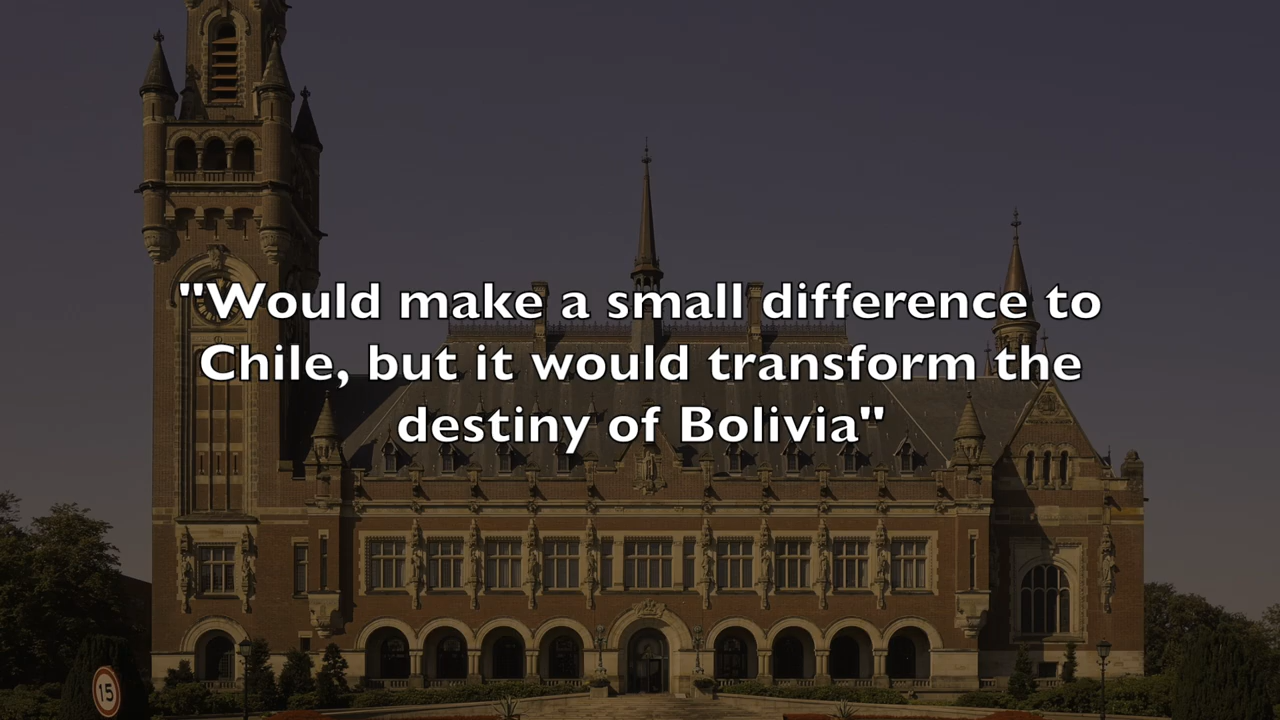 "Would make a small difference to
Chile, but it would transform the
destiny of Bolivia"
15